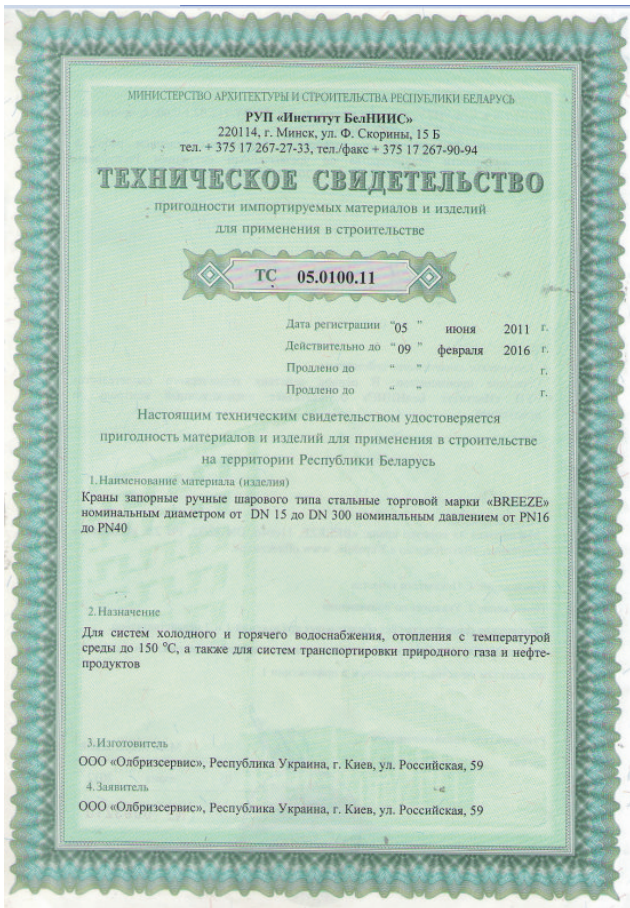 МИНИСТЕРСТВО АРХИТЕКТУРЫ И СТРОИТЕЛЬСТВА РЕСПУБЛИКИ БЕЛАРУСЬ
РУП «Институт БелНИИС»
220114, г. Минск, ул. Ф. Скорины, 15 Б
тел. + 375 17 267-27-33, тел./факс + 375 17 267-90-94
ТЕХНИЧЕСКОЕ СВИДЕТЕЛЬСТВО
пригодности импортируемых материалов и изделий
для применения в строительстве
ТС 05.0100.11
Дата регистрации “05 ” июня 2011 г.
Действительно до “09 ” февраля 2016 г.
Продлено до “ ” г.
Продлено до “ ” г.
Настоящим техническим свидетельством удостоверяется
пригодность материалов и изделий для применения в строительстве
на территории Республики Беларусь
1.Наименование материала (изделия)
Краны запорные ручные шарового типа стальные торговой марки «BREEZE»
номинальным диаметром от DN 15 до DN 300 номинальным давлением от PN16
до PN40
2.Назначение
Для систем холодного и горячего водоснабжения, отопления с температурой
среды до 150 °С, а также для систем транспортировки природного газа и нефте-
продуктов
3.Изготовитель
ООО «Олбризсервис», Республика Украина, г. Киев, ул. Российская, 59
4.Заявитель
ООО «Олбризсервис», Республика Украина, г. Киев, ул. Российская, 59